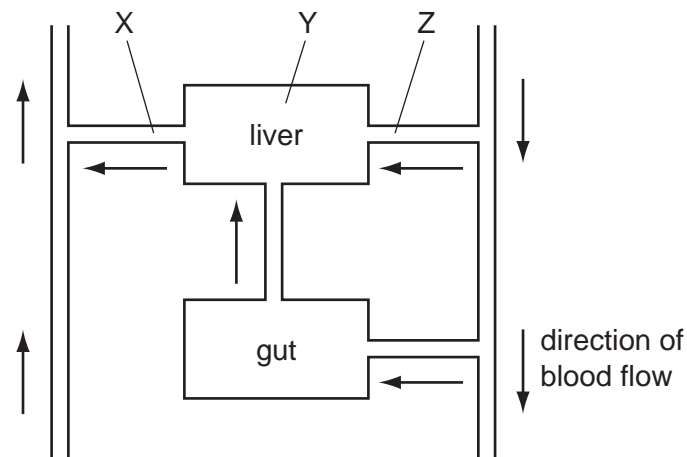 X Y Z
liver
gut
direction of
blood flow